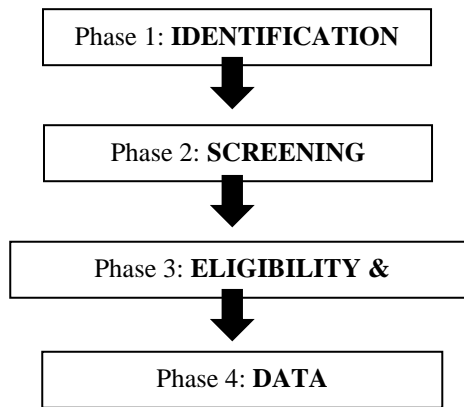 Phase 1: IDENTIFICATION
Phase 2: SCREENING
Phase 3: ELIGIBILITY &
Phase 4: DATA